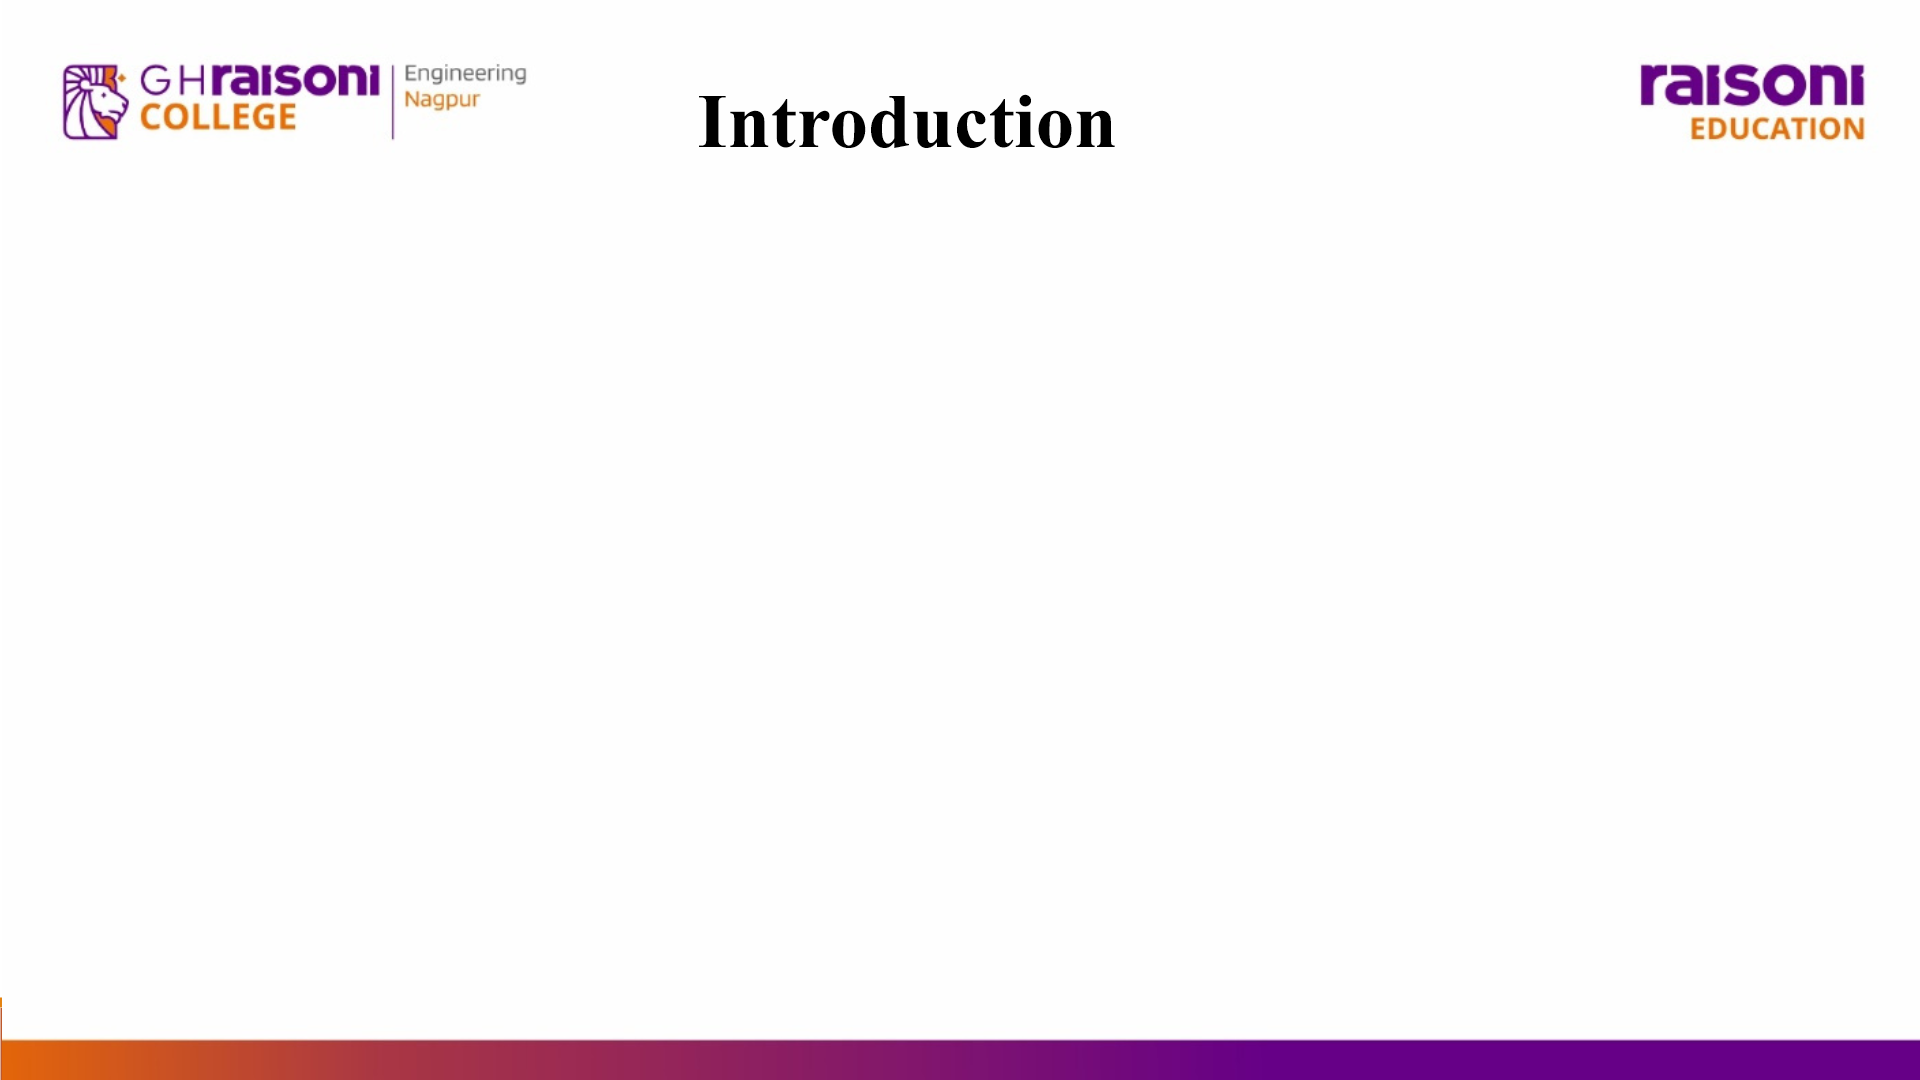 GHraisoni
COLLEGE
Engineering
Nagpur
Introduction
raisoni
EDUCATION